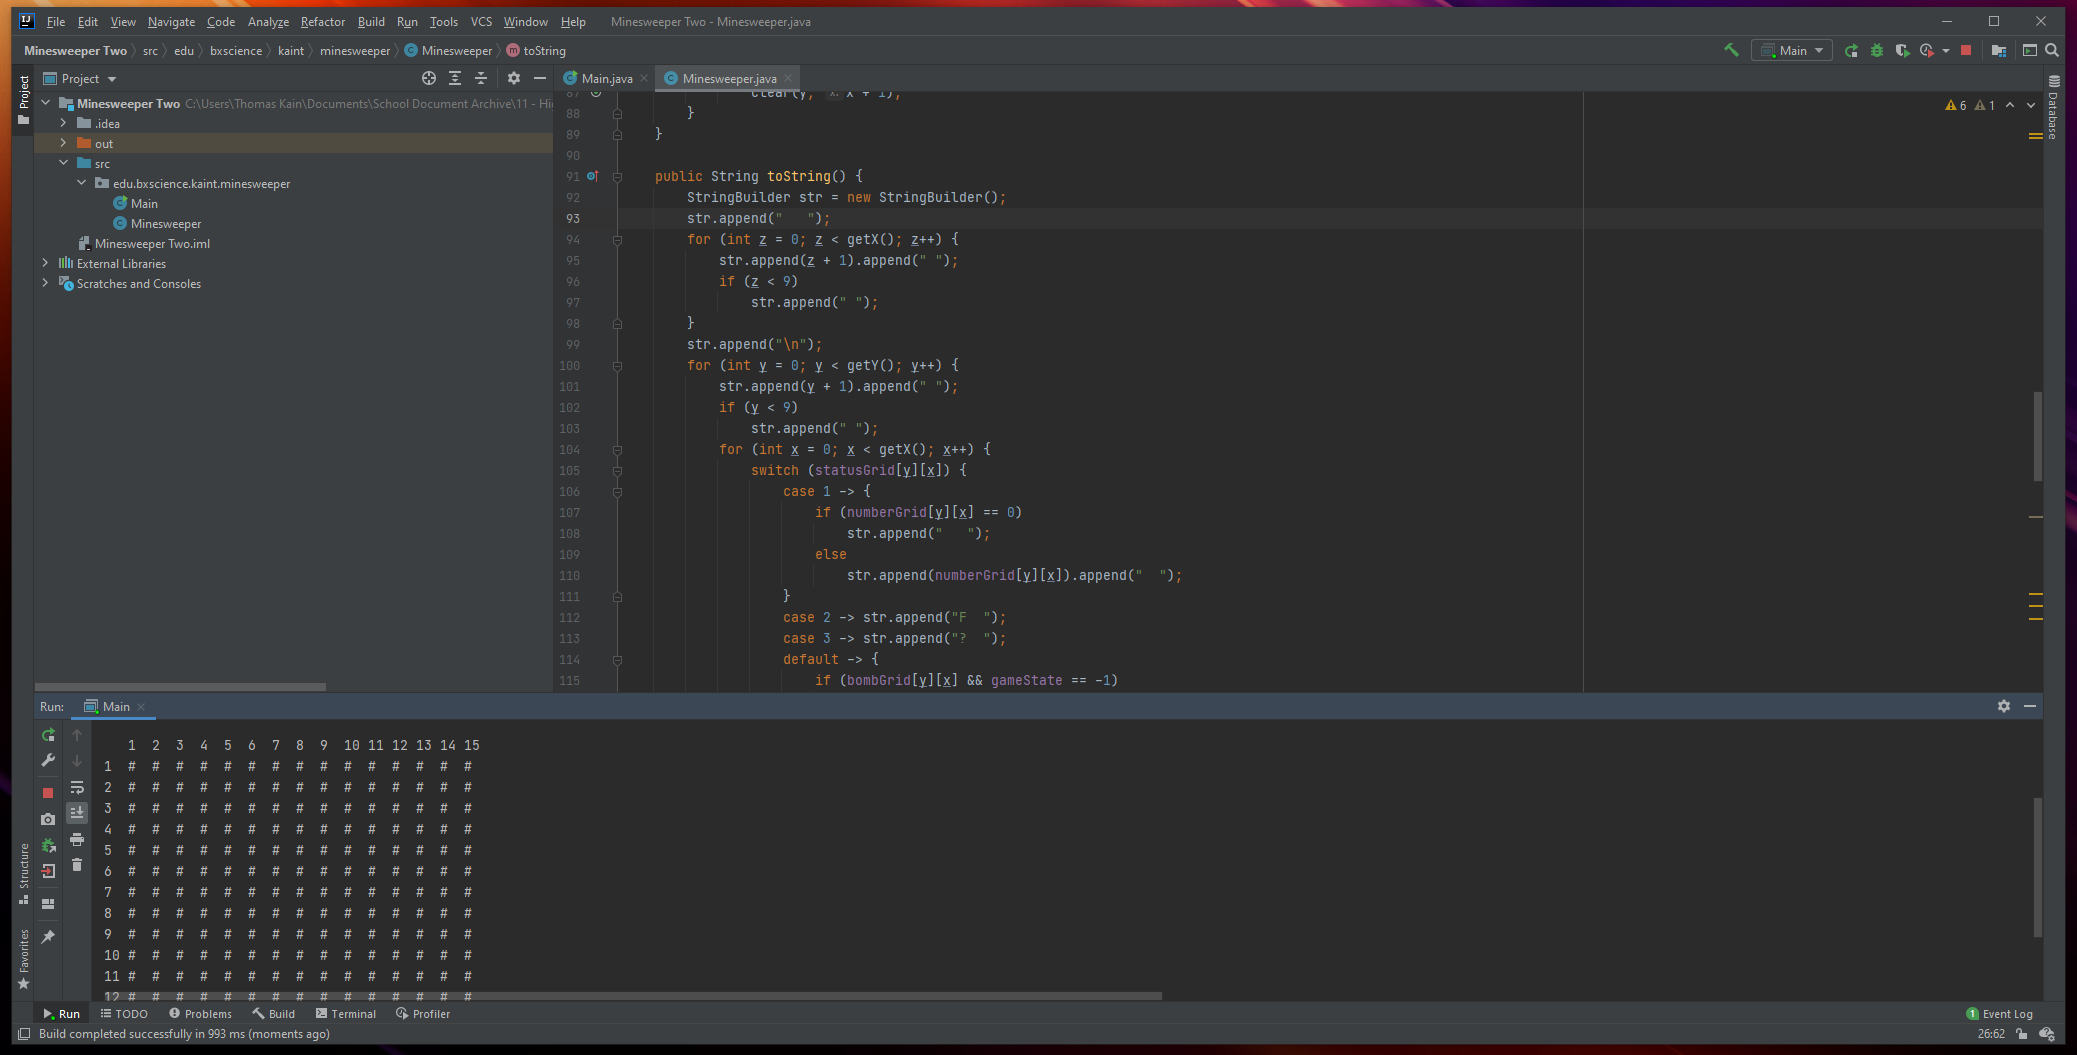 File Edit View Navigate Code Analyze Refactor Build Run Tools VCS Window Help Minesweeper Two - Minesweeper.java
Minesweeper Two src edu bxscience kaint minesweeper Minesweeper toString
Main
Project
Project
Main.java
Minesweeper.java
Database
Minesweeper Two C:\Users\Thomas Kain\Documents\School Document Archive\11 - Hi
.idea
out
src
edu.bxscience.kaint.minesweeper
Main
Minesweeper
Minesweeper Two.iml
External Libraries
Scratches and Consoles
6 1
87 clear(y, x: x + 1);
88 }
89 }
90
91 public String toString() {
92 StringBuilder str = new StringBuilder();
93 str.append("   ");
94 for (int z = 0; z < getX(); z++) {
95 str.append(z + 1).append(" ");
96 if (z < 9)
97 str.append(" ");
98 }
99 str.append("\n");
100 for (int y = 0; y < getY(); y++) {
101 str.append(y + 1).append(" ");
102 if (y < 9)
103 str.append(" ");
104 for (int x = 0; x < getX(); x++) {
105 switch (statusGrid[y][x]) {
106 case 1 -> {
107 if (numberGrid[y][x] == 0)
108 str.append("   ");
109 else
110 str.append(numberGrid[y][x]).append("  ");
111 }
112 case 2 -> str.append("F  ");
113 case 3 -> str.append("?  ");
114 default -> {
115 if (bombGrid[y][x] && gameState == -1)
Run: Main
1 2 3 4 5 6 7 8 9 10 11 12 13 14 15
1 # # # # # # # # # # # # # # #
2 # # # # # # # # # # # # # # #
3 # # # # # # # # # # # # # # #
4 # # # # # # # # # # # # # # #
5 # # # # # # # # # # # # # # #
6 # # # # # # # # # # # # # # #
7 # # # # # # # # # # # # # # #
8 # # # # # # # # # # # # # # #
9 # # # # # # # # # # # # # # #
10 # # # # # # # # # # # # # # #
11 # # # # # # # # # # # # # # #
12 # # # # # # # # # # # # # # #
Structure
Favorites
Run TODO Problems Build Terminal Profiler
1 Event Log
Build completed successfully in 993 ms (moments ago)
26:62